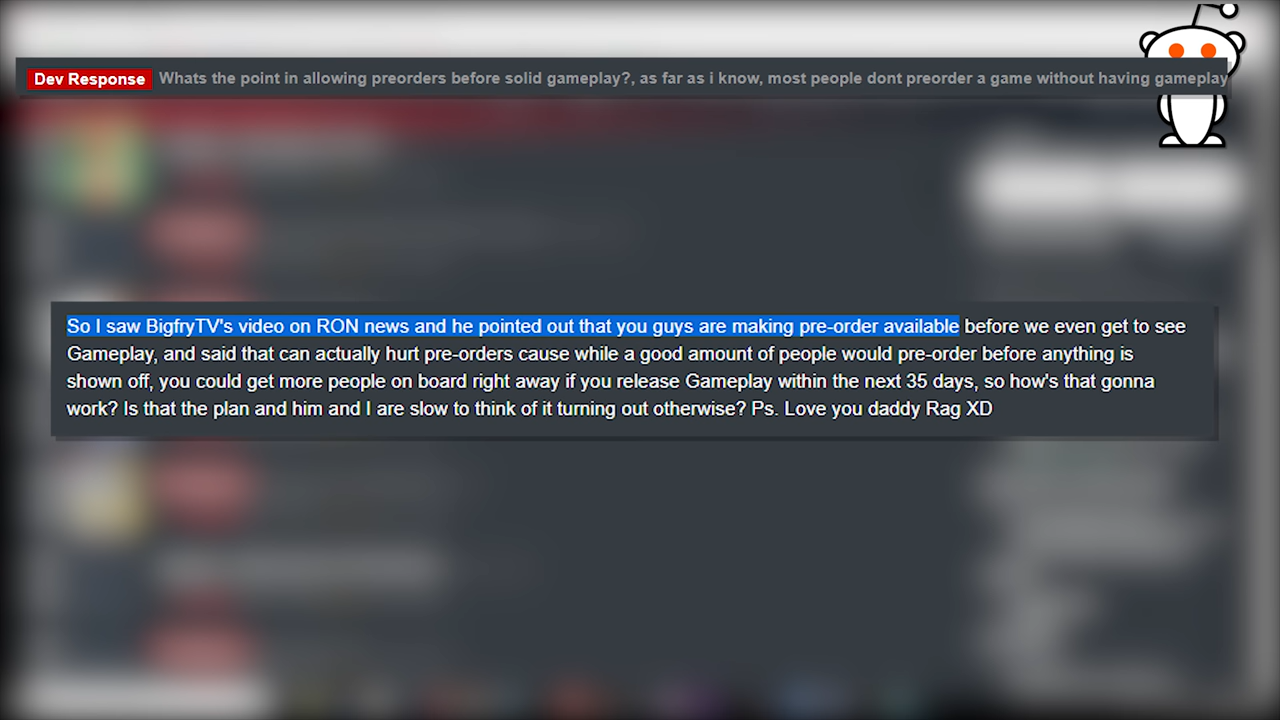 Dev Response Whats the point in allowing preorders before solid gameplay?, as far as i know, most people dont preorder a game without having gameplay
So I saw BigfryTV's video on RON news and he pointed out that you guys are making pre-order available before we even get to see
Gameplay, and said that can actually hurt pre-orders cause while a good amount of people would pre-order before anything is
shown off, you could get more people on board right away if you release Gameplay within the next 35 days, so how's that gonna
work? Is that the plan and him and I are slow to think of it turning out otherwise? Ps. Love you daddy Rag XD